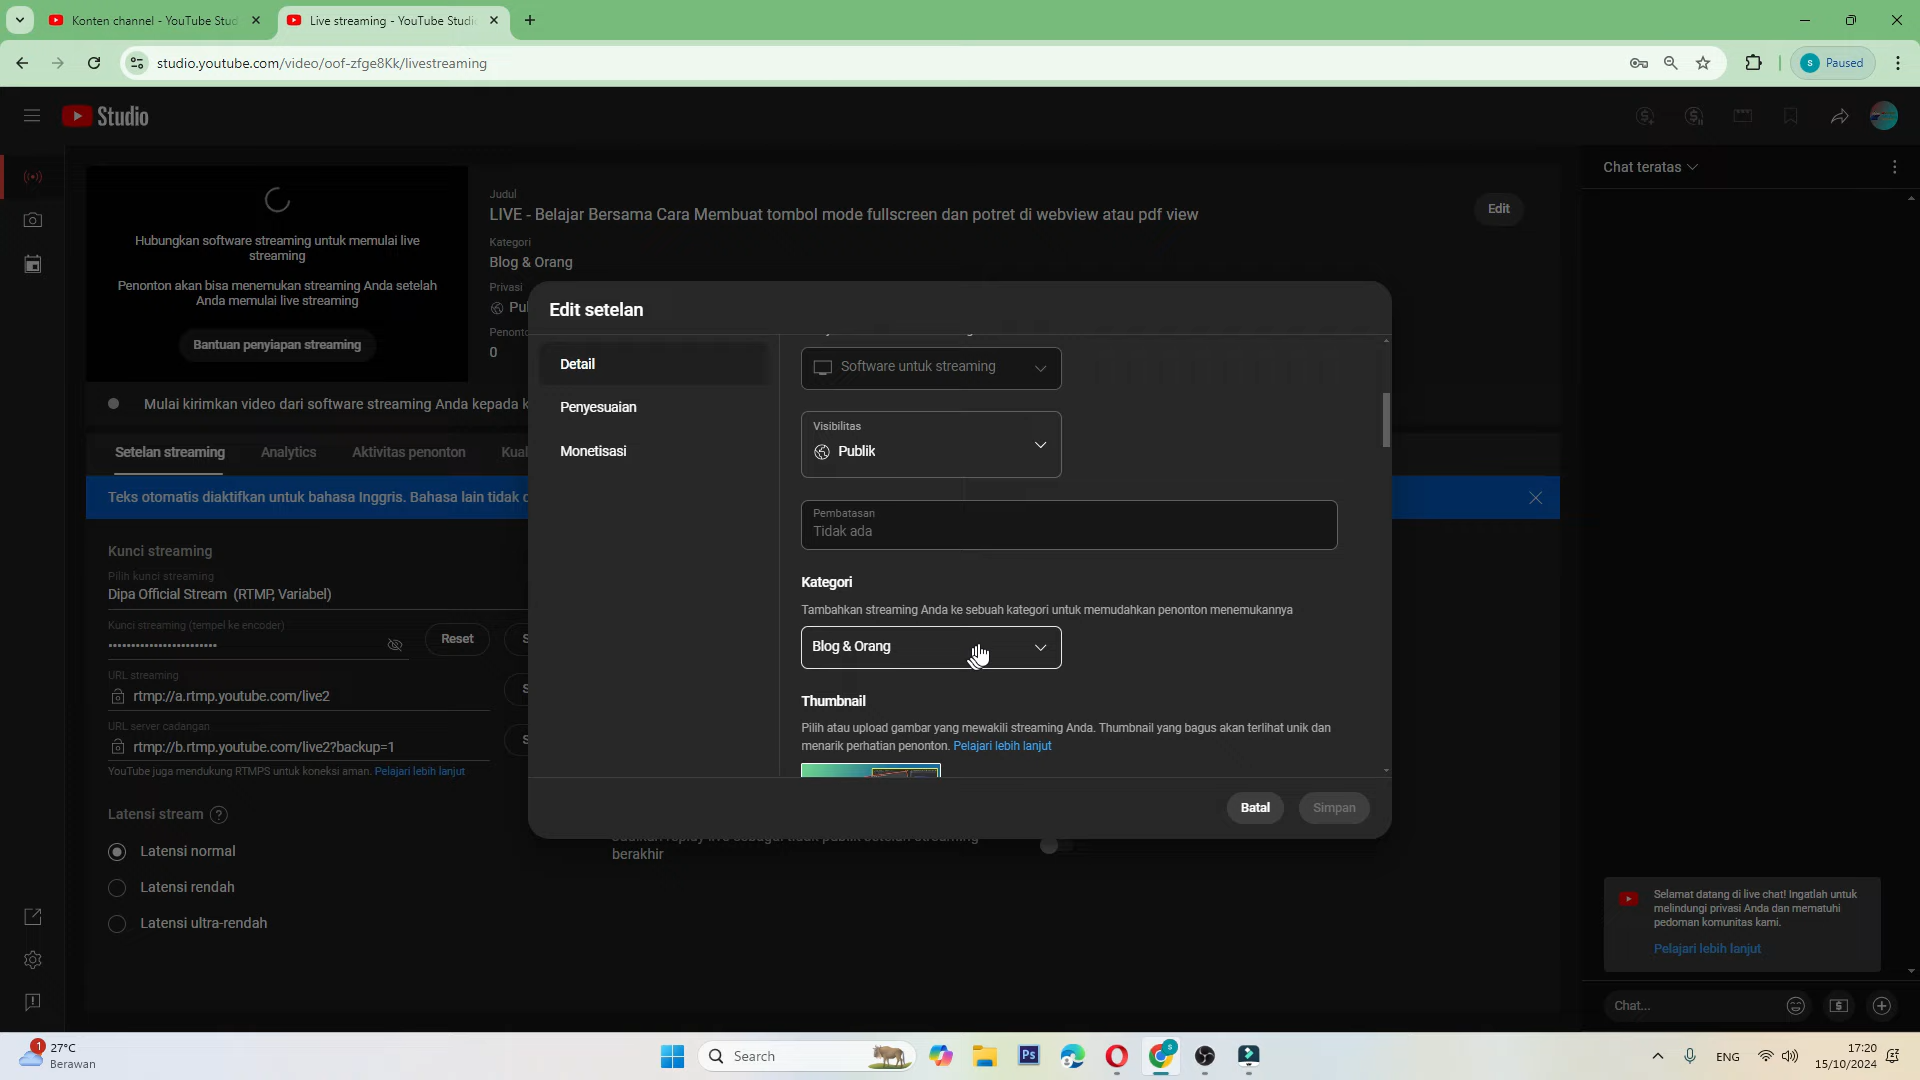 Konten channel - YouTube Stud
Live streaming - YouTube Studio
studio.youtube.com/video/oof-zfge8Kk/livestreaming
S
Paused
Studio
Hubungkan software streaming untuk memulai live
streaming
Penonton akan bisa menemukan streaming Anda setelah
Anda memulai live streaming
Bantuan penyiapan streaming
Judul
LIVE - Belajar Bersama Cara Membuat tombol mode fullscreen dan potret di webview atau pdf view
Edit
Kategori
Blog & Orang
Privasi
Pul
Penonto
0
Mulai kirimkan video dari software streaming Anda kepada k
Setelan streaming
Analytics
Aktivitas penonton
Kual
Teks otomatis diaktifkan untuk bahasa Inggris. Bahasa lain tidak d
Kunci streaming
Pilih kunci streaming
Dipa Official Stream (RTMP, Variabel)
Kunci streaming (tempel ke encoder)
••••••••••••••••••••••••
Reset
S
URL streaming
rtmp://a.rtmp.youtube.com/live2
S
URL server cadangan
rtmp://b.rtmp.youtube.com/live2?backup=1
S
YouTube juga mendukung RTMPS untuk koneksi aman. Pelajari lebih lanjut
Latensi stream ?
Latensi normal
Latensi rendah
Latensi ultra-rendah
berakhir
Edit setelan
Detail
Penyesuaian
Monetisasi
Software untuk streaming
Visibilitas
Publik
Pembatasan
Tidak ada
Kategori
Tambahkan streaming Anda ke sebuah kategori untuk memudahkan penonton menemukannya
Blog & Orang
Thumbnail
Pilih atau upload gambar yang mewakili streaming Anda. Thumbnail yang bagus akan terlihat unik dan
menarik perhatian penonton. Pelajari lebih lanjut
Batal
Simpan
Chat teratas
Selamat datang di live chat! Ingatlah untuk
melindungi privasi Anda dan mematuhi
pedoman komunitas kami.
Pelajari lebih lanjut
Chat...
1
27°C
Berawan
Search
Ps
S
ENG
17:20
15/10/2024